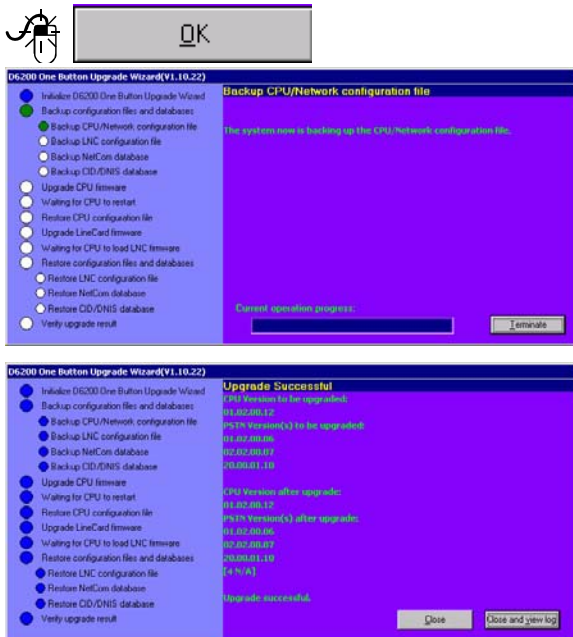 OK
D6200 One Button Upgrade Wizard(V1.10.22)
Initialize D6200 One Button Upgrade Wizard
Backup configuration files and databases
Backup CPU/Network configuration file
Backup LNC configuration file
Backup NetCom database
Backup CID/DNIS database
Upgrade CPU firmware
Waiting for CPU to restart
Restore CPU configuration file
Upgrade LineCard firmware
Waiting for CPU to load LNC firmware
Restore configuration files and databases
Restore LNC configuration file
Restore NetCom database
Restore CID/DNIS database
Verify upgrade result
Backup CPU/Network configuration file
The system now is backing up the CPU/Network configuration file.
Current operation progress:
Terminate
D6200 One Button Upgrade Wizard(V1.10.22)
Initialize D6200 One Button Upgrade Wizard
Backup configuration files and databases
Backup CPU/Network configuration file
Backup LNC configuration file
Backup NetCom database
Backup CID/DNIS database
Upgrade CPU firmware
Waiting for CPU to restart
Restore CPU configuration file
Upgrade LineCard firmware
Waiting for CPU to load LNC firmware
Restore configuration files and databases
Restore LNC configuration file
Restore NetCom database
Restore CID/DNIS database
Verify upgrade result
Upgrade Successful
CPU Version to be upgraded:
01.02.00.12
PSTN Version(s) to be upgraded:
01.02.00.06
02.02.00.07
20.00.01.10
CPU Version after upgrade:
01.02.00.12
PSTN Version(s) after upgrade:
01.02.00.06
02.02.00.07
20.00.01.10
[4 N/A]
Upgrade successful.
Close
Close and view log